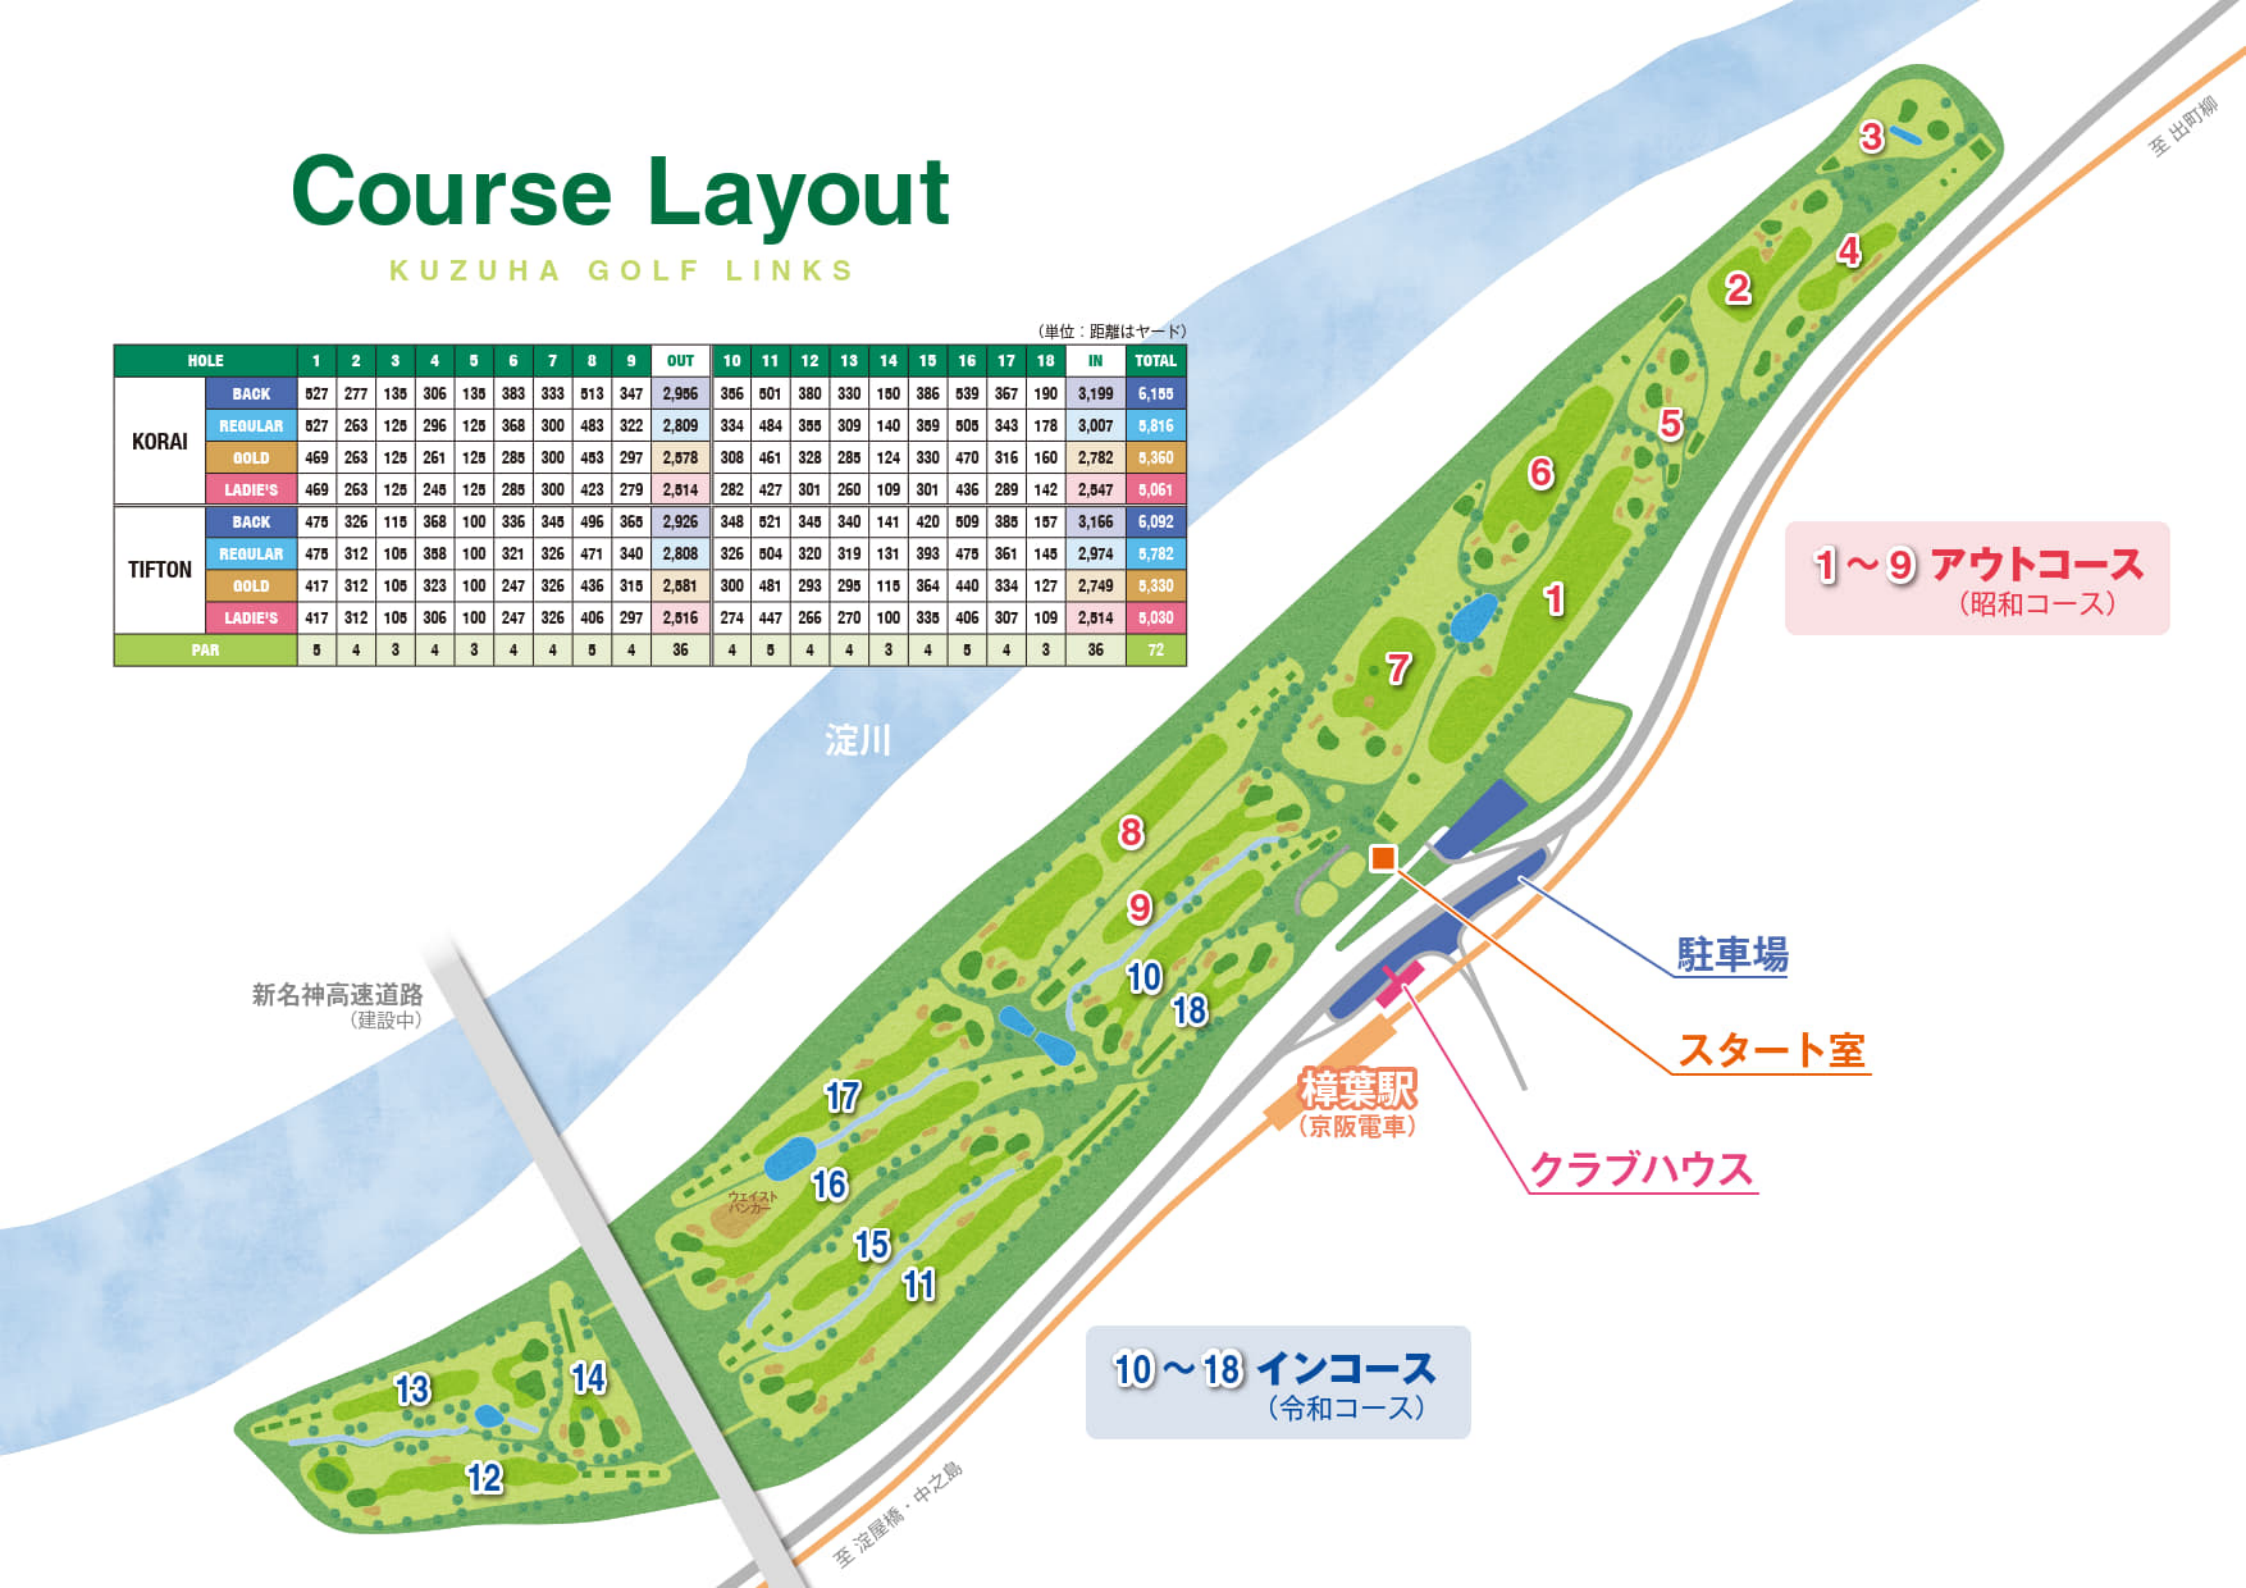 Course Layout
KUZUHA GOLF LINKS
(単位：距離はヤード)
HOLE 1 2 3 4 5 6 7 8 9 OUT 10 11 12 13 14 15 16 17 18 IN TOTAL
KORAI
BACK 527 277 135 306 135 383 333 513 347 2,956 356 501 380 330 150 386 539 367 190 3,199 6,155
REGULAR 527 263 125 296 125 368 300 483 322 2,809 334 484 355 309 140 359 505 343 178 3,007 5,816
GOLD 469 263 125 261 125 285 300 453 297 2,578 308 461 328 285 124 330 470 316 160 2,782 5,360
LADIE'S 469 263 125 245 125 285 300 423 279 2,514 282 427 301 260 109 301 436 289 142 2,547 5,061
TIFTON
BACK 475 326 115 368 100 336 345 496 365 2,926 348 521 345 340 141 420 509 385 157 3,166 6,092
REGULAR 475 312 105 358 100 321 326 471 340 2,808 326 504 320 319 131 393 475 361 145 2,974 5,782
GOLD 417 312 105 323 100 247 326 436 315 2,581 300 481 293 295 115 364 440 334 127 2,749 5,330
LADIE'S 417 312 105 306 100 247 326 406 297 2,516 274 447 266 270 100 335 406 307 109 2,514 5,030
PAR 5 4 3 4 3 4 4 5 4 36 4 5 4 4 3 4 5 4 3 36 72
至 出町柳
3
4
2
5
6
1
7
8
9
10
18
17
16
15
11
14
13
12
1～9 アウトコース
(昭和コース)
淀川
新名神高速道路
(建設中)
ウェイスト
バンカー
駐車場
スタート室
樟葉駅
(京阪電車)
クラブハウス
10～18 インコース
(令和コース)
至 淀屋橋・中之島